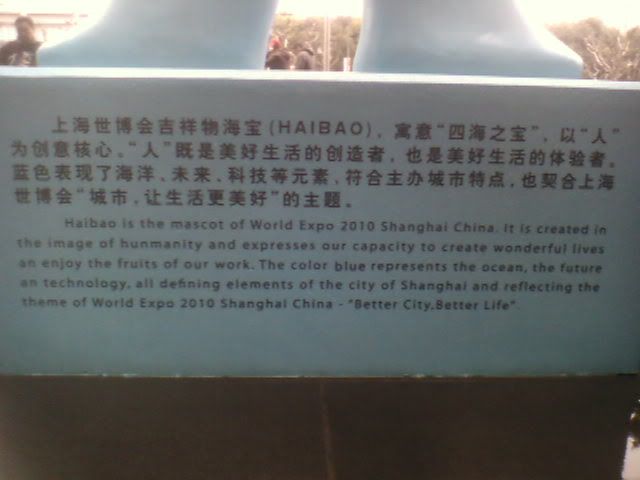 上海世博会吉祥物海宝(HAIBAO)，寓意"四海之宝"，以"人"
为创意核心。"人"既是美好生活的创造者，也是美好生活的体验者。
蓝色表现了海洋、未来、科技等元素，符合主办城市特点，也契合上海
世博会"城市，让生活更美好"的主题。
Haibao is the mascot of World Expo 2010 Shanghai China. It is created in
the image of hunmanity and expresses our capacity to create wonderful lives
an enjoy the fruits of our work. The color blue represents the ocean, the future
an technology, all defining elements of the city of Shanghai and reflecting the
theme of World Expo 2010 Shanghai China - "Better City,Better Life".